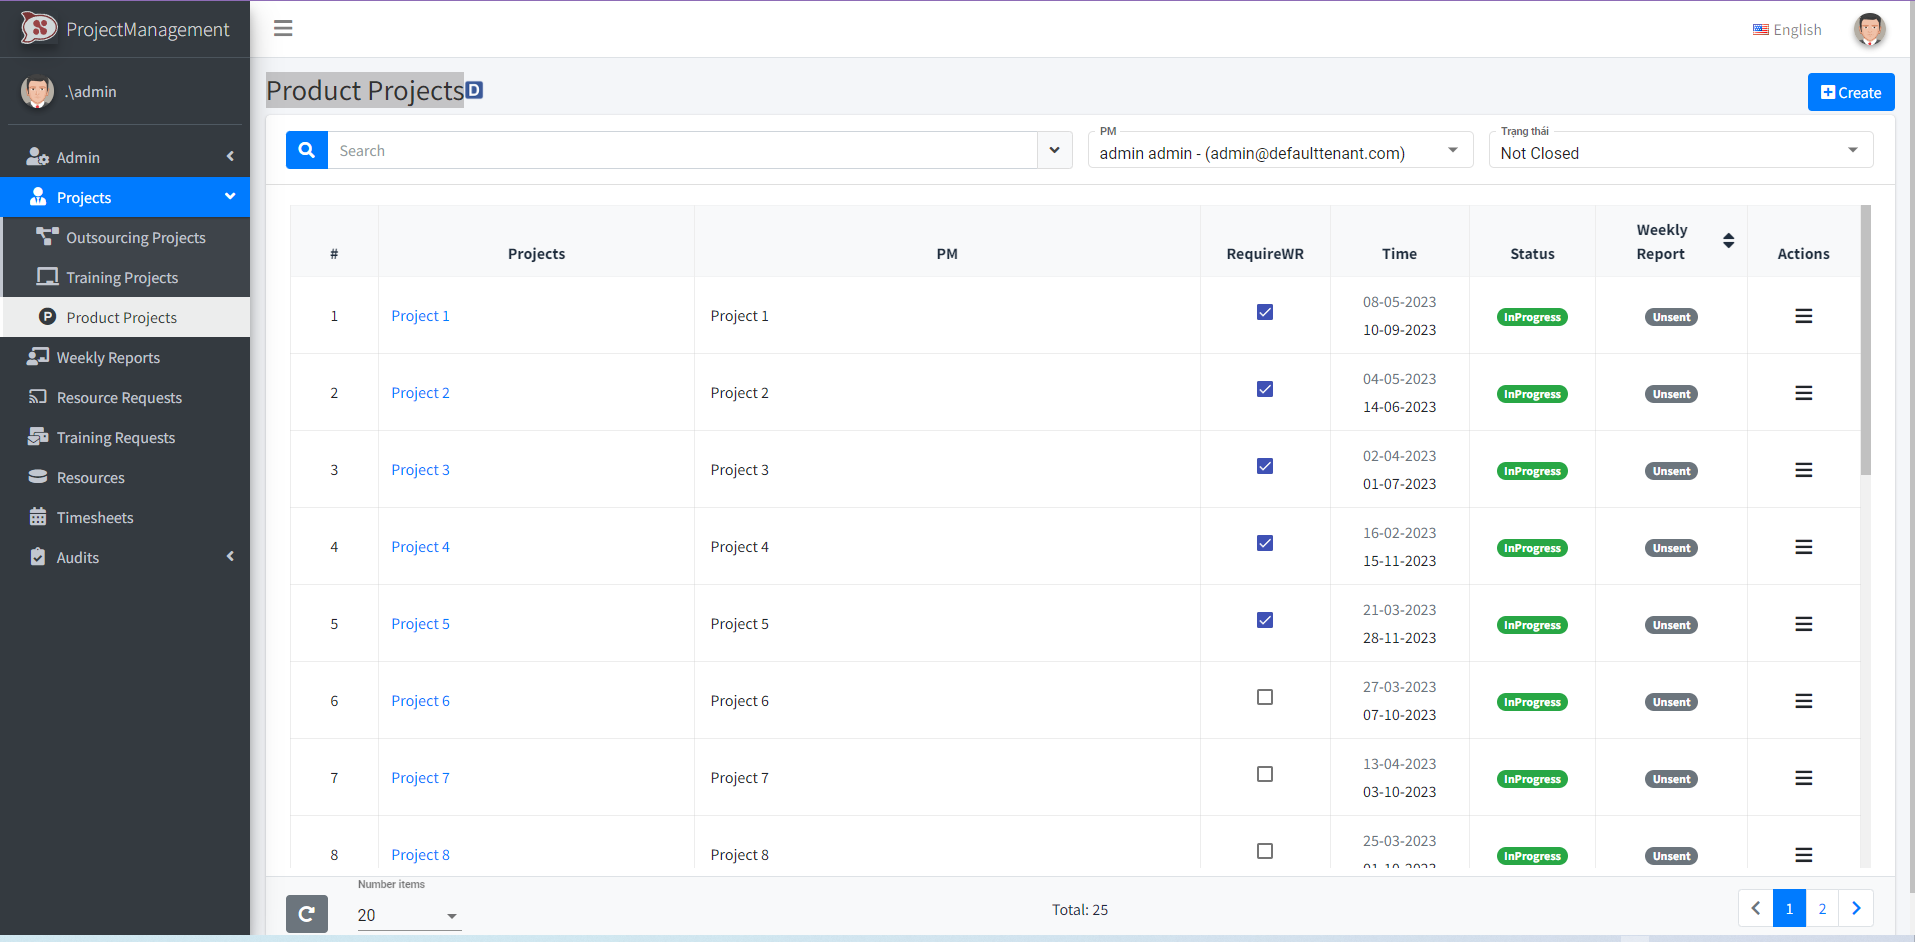 ProjectManagement
English
.\admin
Product Projects D
Create
Admin
Projects
Outsourcing Projects
Training Projects
P Product Projects
Weekly Reports
Resource Requests
Training Requests
Resources
Timesheets
Audits
Search
PM
admin admin - (admin@defaulttenant.com)
Trạng thái
Not Closed
# Projects PM RequireWR Time Status Weekly Report Actions
1 Project 1 Project 1 08-05-2023 InProgress Unsent
10-09-2023
2 Project 2 Project 2 04-05-2023 InProgress Unsent
14-06-2023
3 Project 3 Project 3 02-04-2023 InProgress Unsent
01-07-2023
4 Project 4 Project 4 16-02-2023 InProgress Unsent
15-11-2023
5 Project 5 Project 5 21-03-2023 InProgress Unsent
28-11-2023
6 Project 6 Project 6 27-03-2023 InProgress Unsent
07-10-2023
7 Project 7 Project 7 13-04-2023 InProgress Unsent
03-10-2023
8 Project 8 Project 8 25-03-2023 InProgress Unsent
Number items
20
Total: 25
1 2